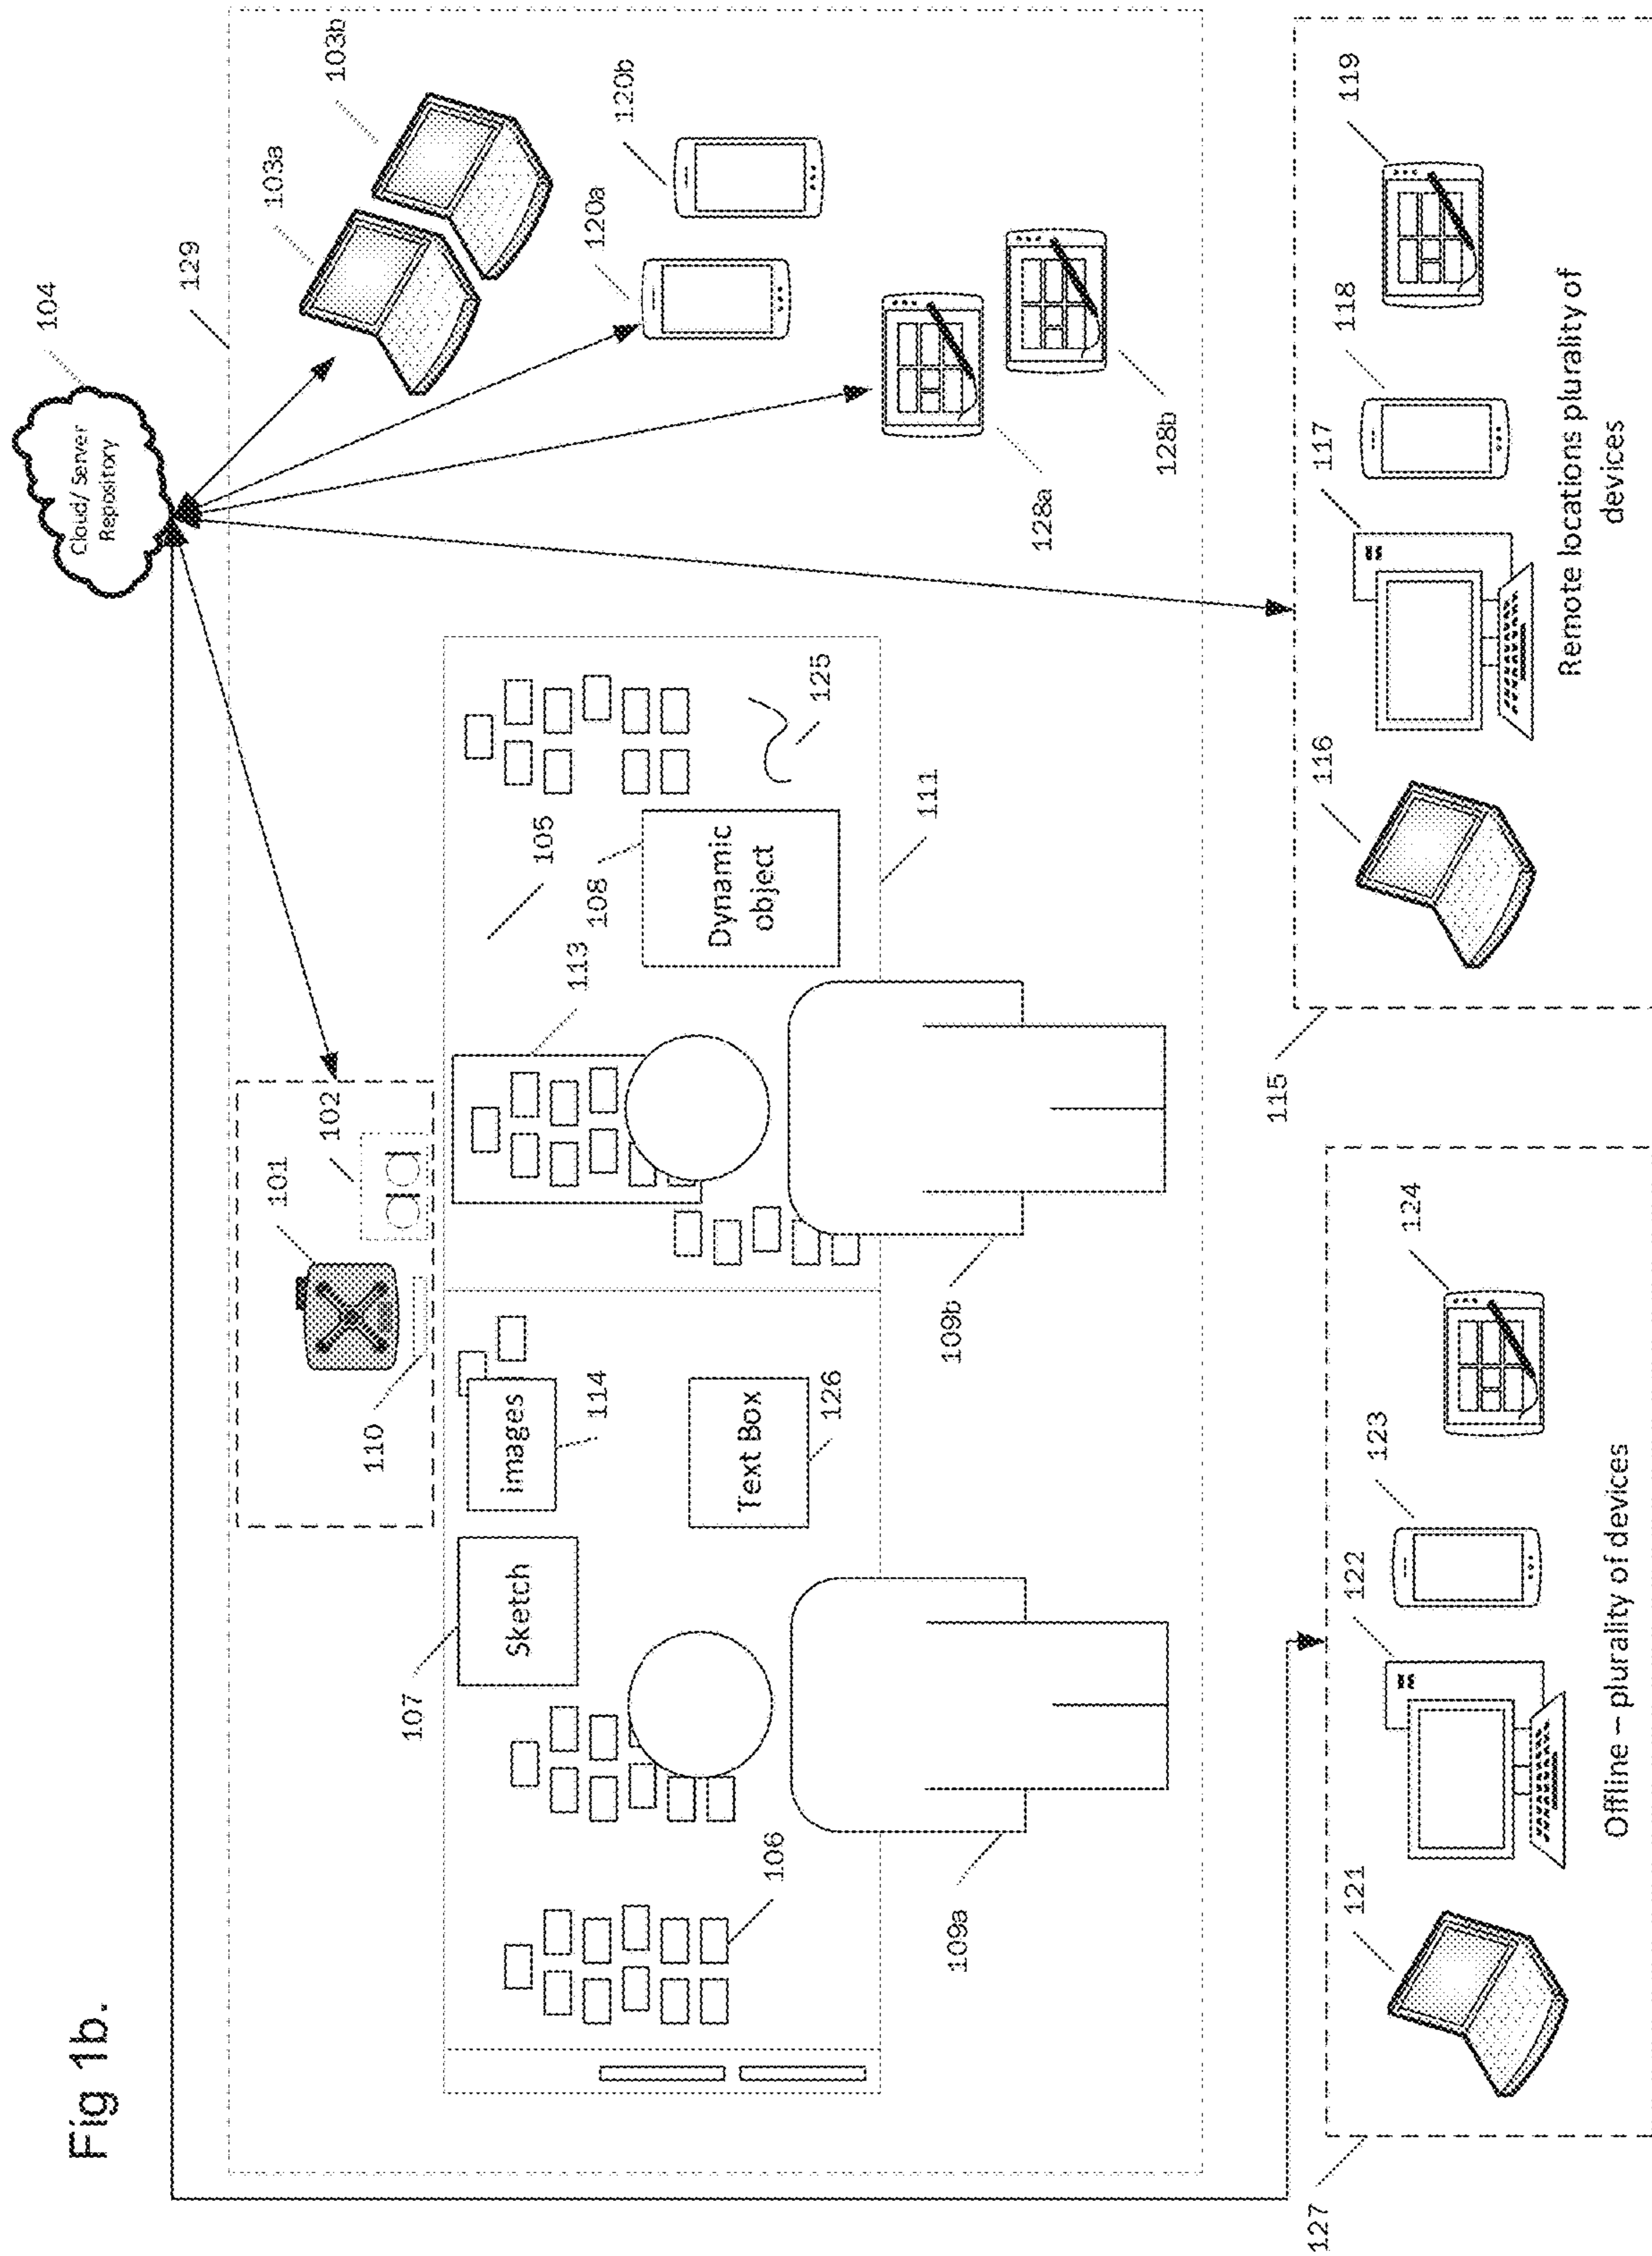 Fig 1b.
104
Cloud/ Server
Repository
129
103a
103b
120a
120b
128a
128b
101
102
110
113
105
108
Dynamic
object
125
111
107
Sketch
images
114
Text Box
126
106
109a
109b
127
121
122
123
124
Offline – plurality of devices
115
116
117
118
119
Remote locations plurality of
devices